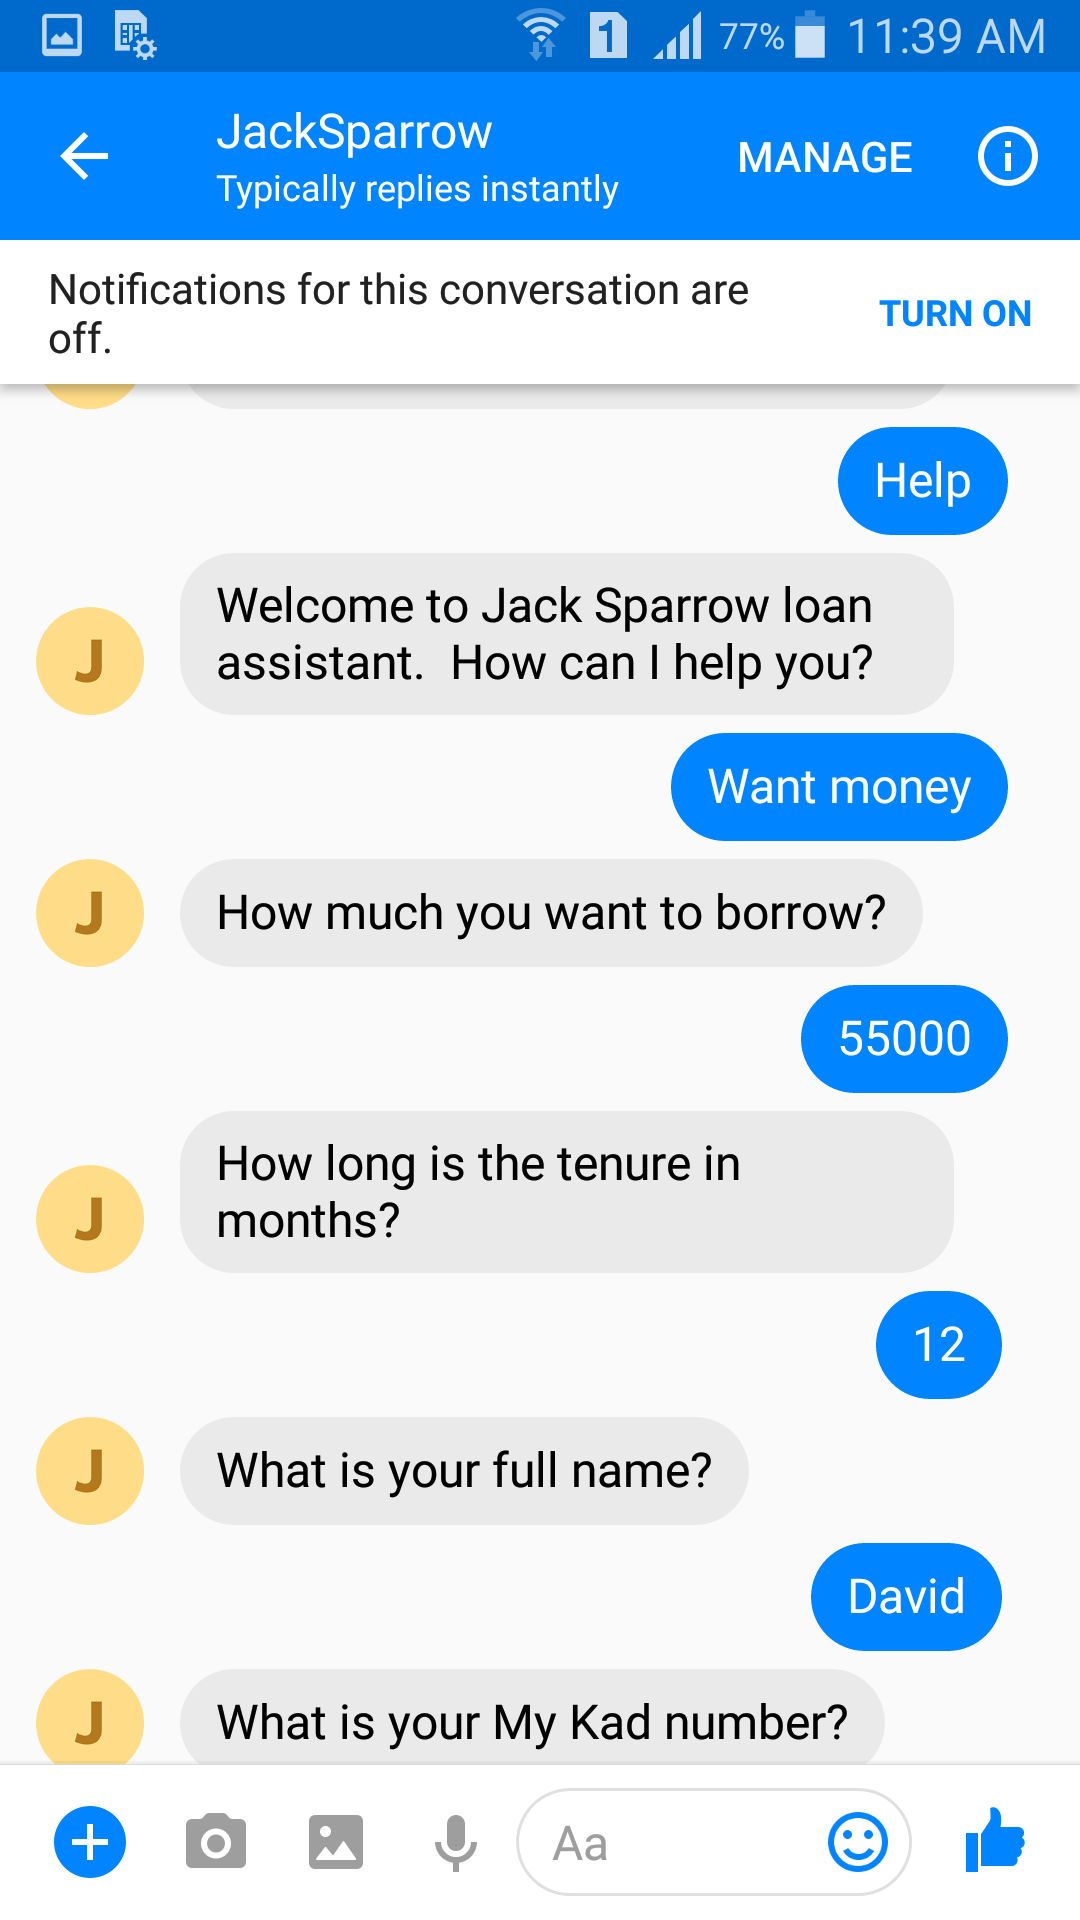 1 77% 11:39 AM
JackSparrow
Typically replies instantly
MANAGE
Notifications for this conversation are
off.
TURN ON
Help
Welcome to Jack Sparrow loan
assistant.  How can I help you?
J
Want money
J
How much you want to borrow?
55000
How long is the tenure in
months?
J
12
J
What is your full name?
David
J
What is your My Kad number?
Aa